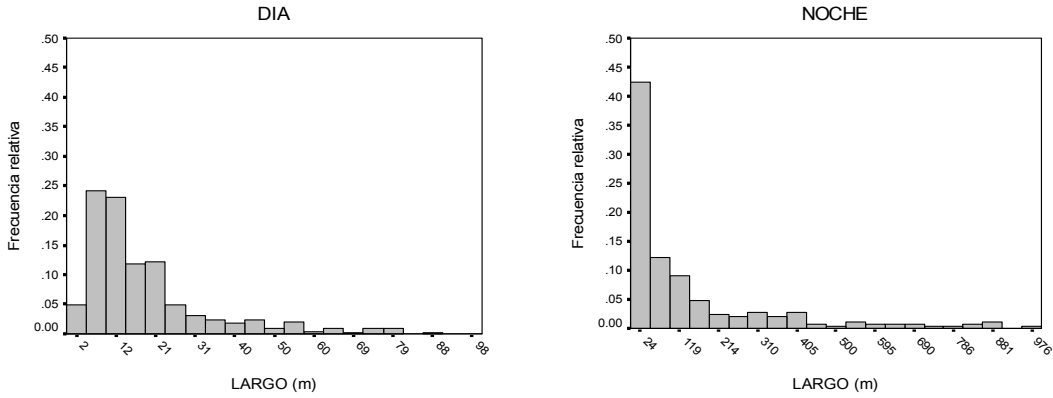 DIA
.50
.45
.40
.35
.30
.25
.20
.15
.10
.05
0.00
Frecuencia relativa
2 12 21 31 40 50 60 69 79 88 98
LARGO (m)
NOCHE
.50
.45
.40
.35
.30
.25
.20
.15
.10
.05
0.00
Frecuencia relativa
24 119 214 310 405 500 595 690 786 881 976
LARGO (m)